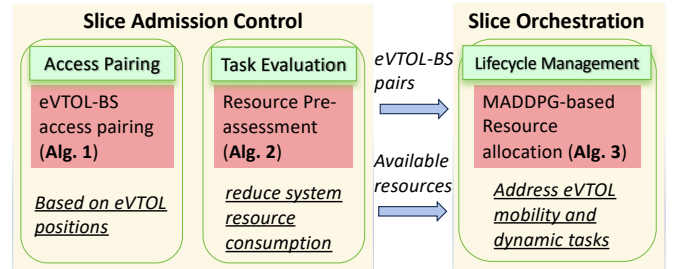 Slice Admission Control
Access Pairing
eVTOL-BS
access pairing
(Alg. 1)
Based on eVTOL
positions
Task Evaluation
Resource Pre-
assessment
(Alg. 2)
reduce system
resource
consumption
eVTOL-BS
pairs
Available
resources
Slice Orchestration
Lifecycle Management
MADDPG-based
Resource
allocation (Alg. 3)
Address eVTOL
mobility and
dynamic tasks